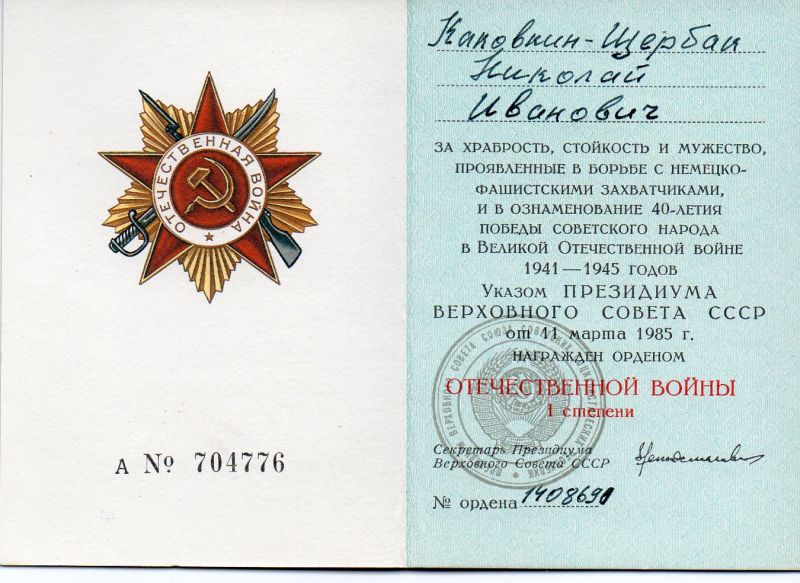 ОТЕЧЕСТВЕННАЯ ВОЙНА
А № 704776
Каковкин-Щербак
Николай
Иванович
ЗА ХРАБРОСТЬ, СТОЙКОСТЬ И МУЖЕСТВО,
ПРОЯВЛЕННЫЕ В БОРЬБЕ С НЕМЕЦКО-
ФАШИСТСКИМИ ЗАХВАТЧИКАМИ,
И В ОЗНАМЕНОВАНИЕ 40-ЛЕТИЯ
ПОБЕДЫ СОВЕТСКОГО НАРОДА
В ВЕЛИКОЙ ОТЕЧЕСТВЕННОЙ ВОЙНЕ
1941—1945 ГОДОВ
УКАЗОМ ПРЕЗИДИУМА
ВЕРХОВНОГО СОВЕТА СССР
от 11 марта 1985 г.
НАГРАЖДЕН ОРДЕНОМ
ОТЕЧЕСТВЕННОЙ ВОЙНЫ
I степени
Секретарь Президиума
Верховного Совета СССР
№ ордена 1408690